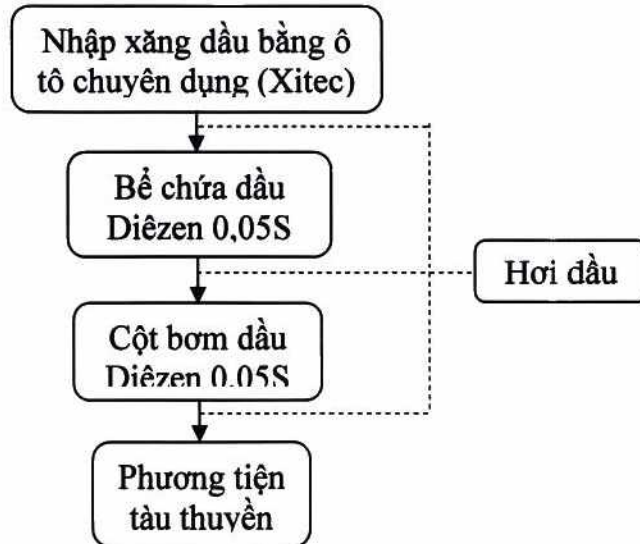 Nhập xăng dầu bằng ô
tô chuyên dụng (Xitec)
Bể chứa dầu
Diêzen 0,05S
Hơi dầu
Cột bơm dầu
Diêzen 0.05S
Phương tiện
tàu thuyền